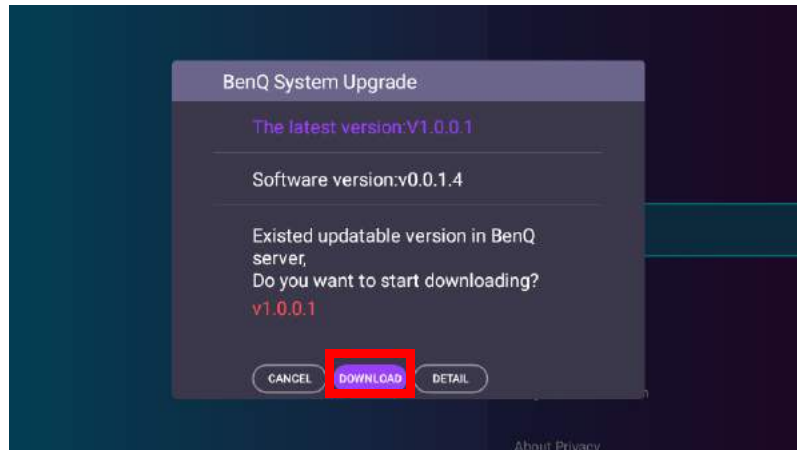 BenQ System Upgrade
The latest version:V1.0.0.1
Software version:v0.0.1.4
Existed updatable version in BenQ
server,
Do you want to start downloading?
v1.0.0.1
CANCEL DOWNLOAD DETAIL
About Privacy